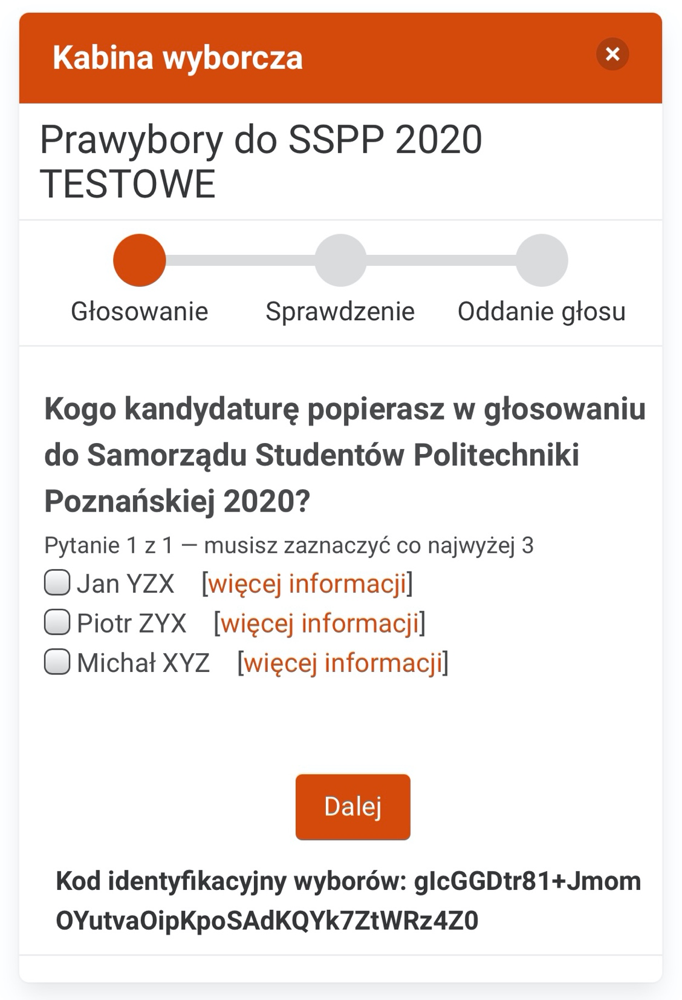 Kabina wyborcza
Prawybory do SSPP 2020
TESTOWE
Głosowanie Sprawdzenie Oddanie głosu
Kogo kandydaturę popierasz w głosowaniu
do Samorządu Studentów Politechniki
Poznańskiej 2020?
Pytanie 1 z 1 — musisz zaznaczyć co najwyżej 3
Jan YZX [więcej informacji]
Piotr ZYX [więcej informacji]
Michał XYZ [więcej informacji]
Dalej
Kod identyfikacyjny wyborów: gIcGGDtr81+Jmom
OYutvaOipKpoSAdKQYk7ZtWRz4Z0